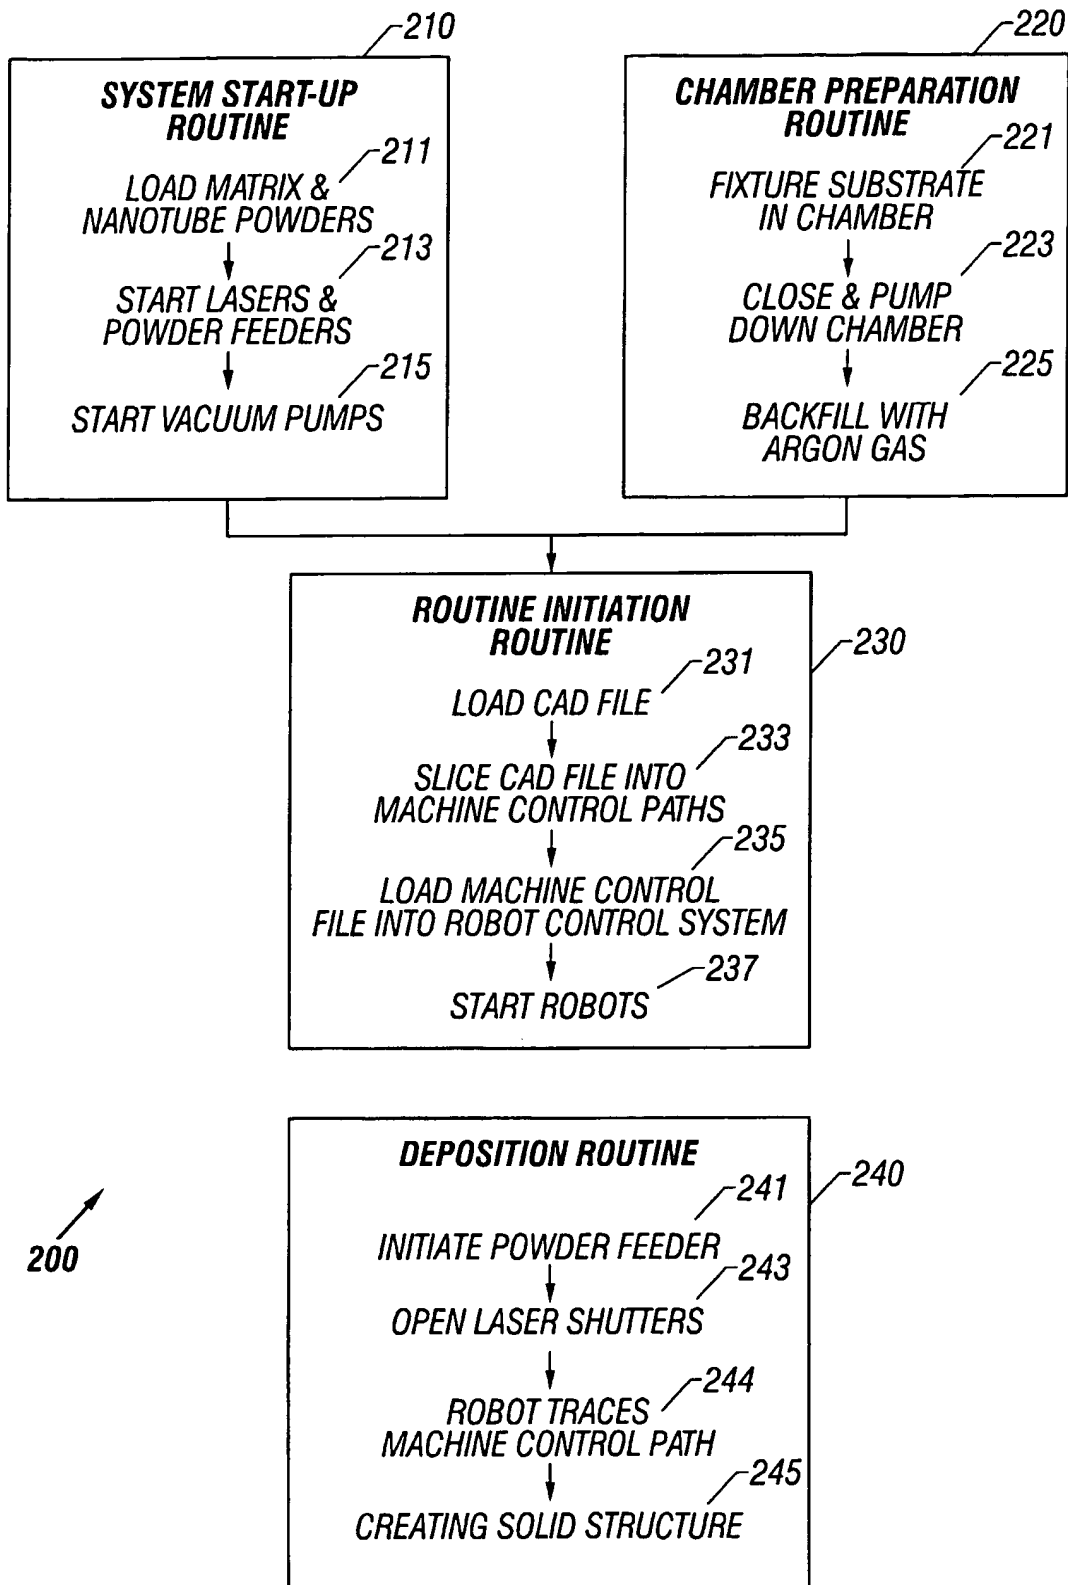 210
SYSTEM START-UP
ROUTINE
211
LOAD MATRIX &
NANOTUBE POWDERS
213
START LASERS &
POWDER FEEDERS
215
START VACUUM PUMPS
220
CHAMBER PREPARATION
ROUTINE
221
FIXTURE SUBSTRATE
IN CHAMBER
223
CLOSE & PUMP
DOWN CHAMBER
225
BACKFILL WITH
ARGON GAS
ROUTINE INITIATION
ROUTINE
230
231
LOAD CAD FILE
233
SLICE CAD FILE INTO
MACHINE CONTROL PATHS
235
LOAD MACHINE CONTROL
FILE INTO ROBOT CONTROL SYSTEM
237
START ROBOTS
DEPOSITION ROUTINE
240
241
INITIATE POWDER FEEDER
243
OPEN LASER SHUTTERS
244
ROBOT TRACES
MACHINE CONTROL PATH
245
CREATING SOLID STRUCTURE
200